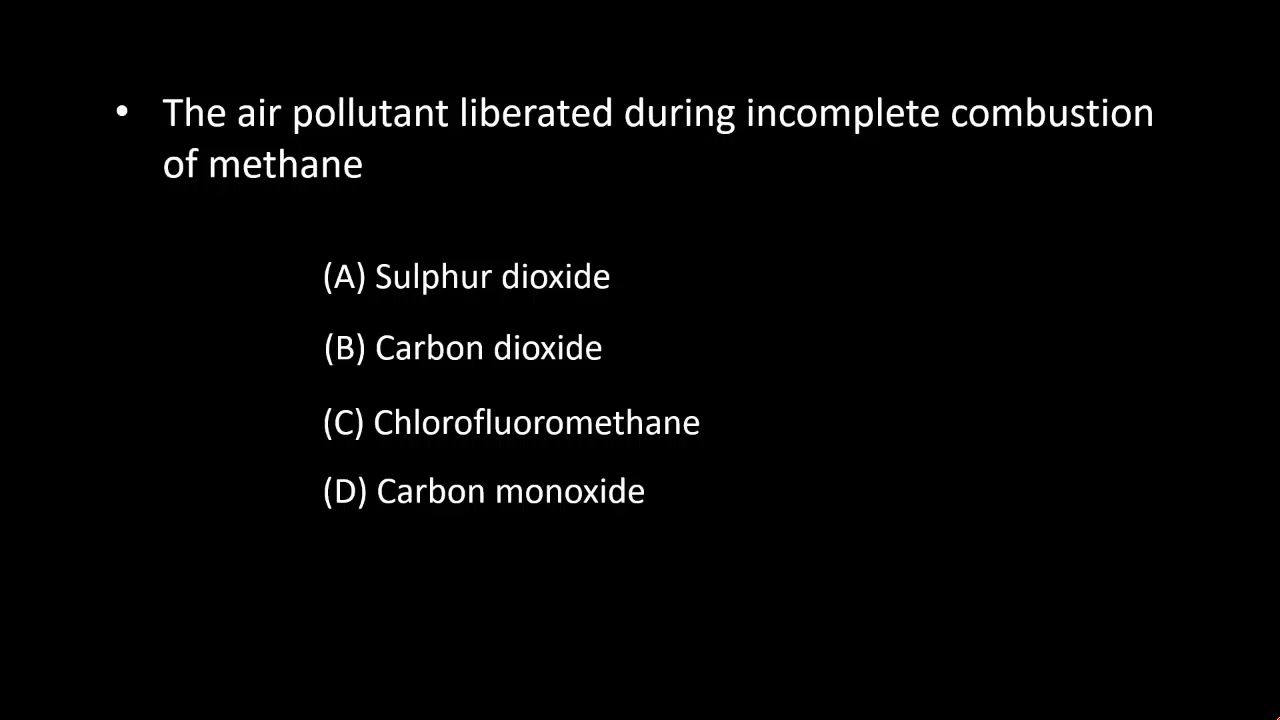 • The air pollutant liberated during incomplete combustion
of methane
(A) Sulphur dioxide
(B) Carbon dioxide
(C) Chlorofluoromethane
(D) Carbon monoxide